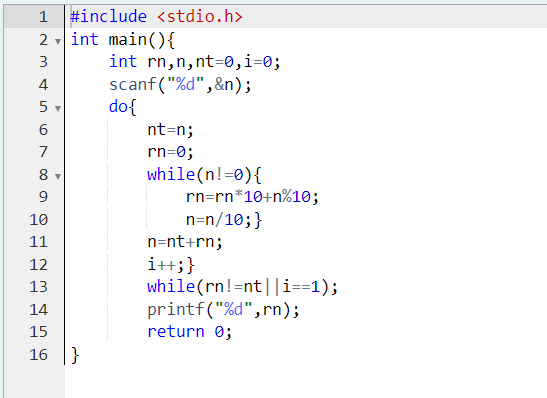 1 #include <stdio.h>
2 int main(){
3 int rn,n,nt=0,i=0;
4 scanf("%d",&n);
5 do{
6 nt=n;
7 rn=0;
8 while(n!=0){
9 rn=rn*10+n%10;
10 n=n/10;}
11 n=nt+rn;
12 i++;}
13 while(rn!=nt||i==1);
14 printf("%d",rn);
15 return 0;
16 }